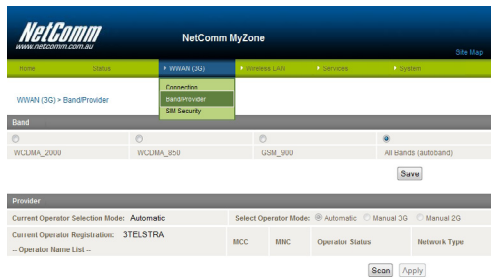 NetComm
www.netcomm.com.au
NetComm MyZone
Site Map
Home Status WWAN (3G) Wireless LAN Services System
Connection
Band/Provider
SIM Security
WWAN (3G) > Band/Provider
Band
WCDMA_2000 WCDMA_850 GSM_900 All Bands (autoband)
Save
Provider
Current Operator Selection Mode: Automatic Select Operator Mode: Automatic Manual 3G Manual 2G
Current Operator Registration: 3TELSTRA
-- Operator Name List -- MCC MNC Operator Status Network Type
Scan Apply